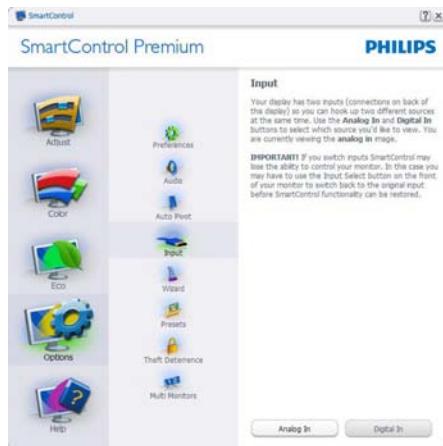 SmartControl
SmartControl Premium
PHILIPS
Adjust
Color
Eco
Options
Help
Preferences
Audio
Auto Pivot
Input
Wizard
Presets
Theft Deterrence
Multi Monitors
Input
Your display has two inputs (connections on back of
the display) so you can hook up two different sources
at the same time. Use the Analog In and Digital In
buttons to select which source you'd like to view. You
are currently viewing the analog in image.
IMPORTANT! If you switch inputs SmartControl may
lose the ability to control your monitor. In the case you
may have to use the Input Select button on the front
of your monitor to switch back to the original input
before SmartControl functionality can be restored.
Analog In
Digital In